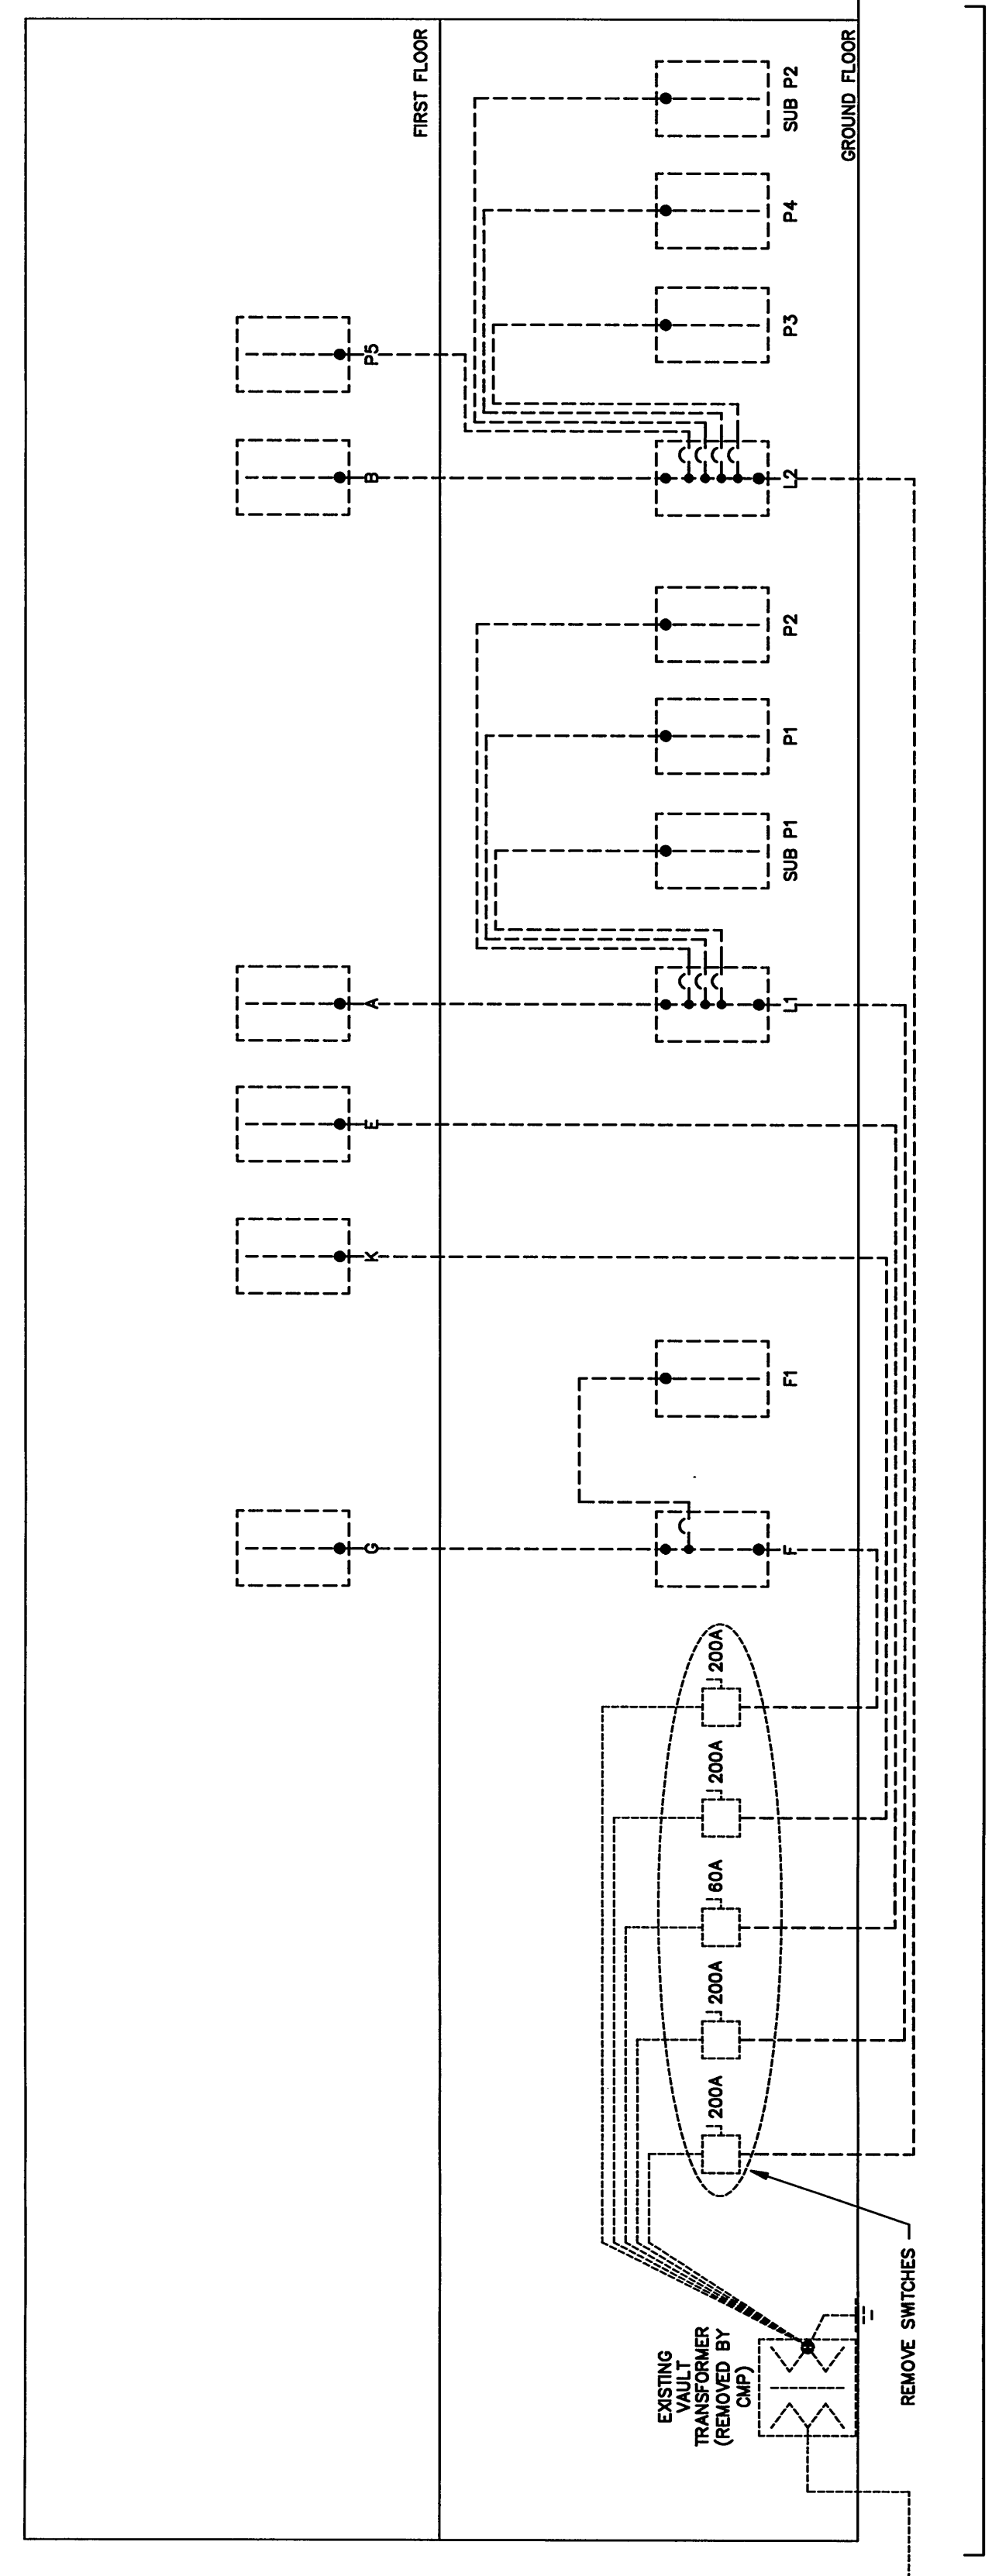 FIRST FLOOR
GROUND FLOOR
G
K
E
A
B
P5
EXISTING
VAULT
TRANSFORMER
(REMOVED BY
CMP)
200A
200A
60A
200A
200A
F
F1
L1
SUB P1
P1
P2
L2
P3
P4
SUB P2
REMOVE SWITCHES